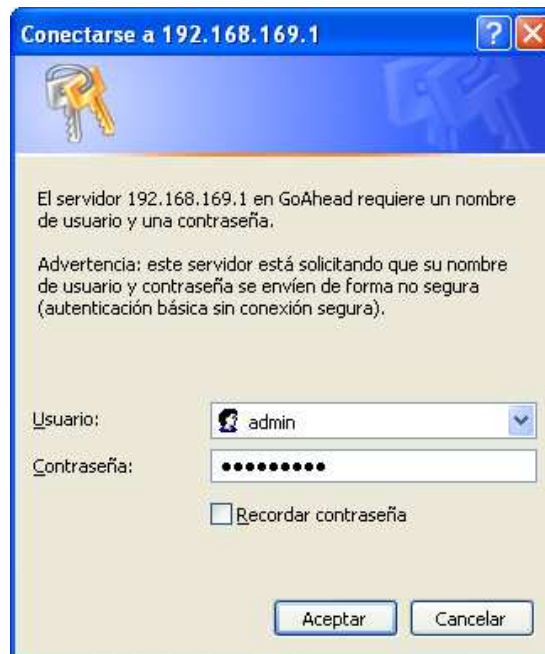 Conectarse a 192.168.169.1
El servidor 192.168.169.1 en GoAhead requiere un nombre
de usuario y una contraseña.
Advertencia: este servidor está solicitando que su nombre
de usuario y contraseña se envíen de forma no segura
(autenticación básica sin conexión segura).
Usuario: admin
Contraseña: •••••••••
Recordar contraseña
Aceptar Cancelar